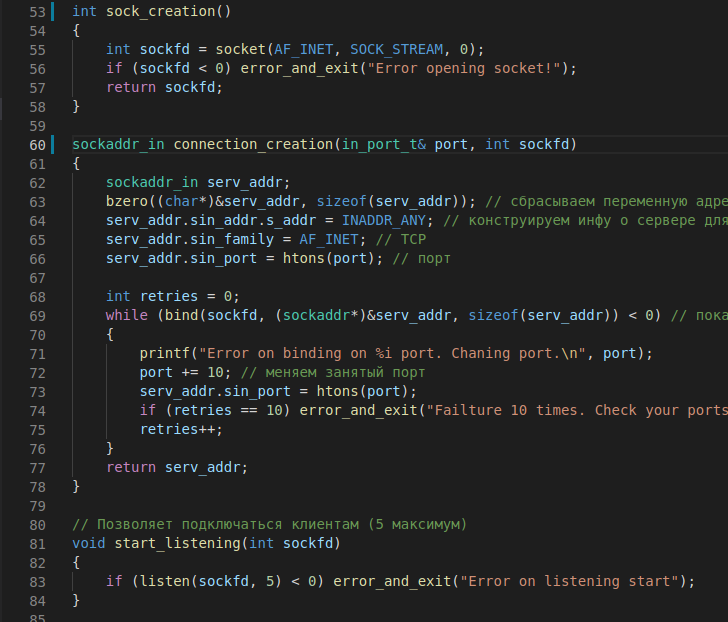 53 int sock_creation()
54 {
55 int sockfd = socket(AF_INET, SOCK_STREAM, 0);
56 if (sockfd < 0) error_and_exit("Error opening socket!");
57 return sockfd;
58 }
59
60 sockaddr_in connection_creation(in_port_t& port, int sockfd)
61 {
62 sockaddr_in serv_addr;
63 bzero((char*)&serv_addr, sizeof(serv_addr)); // сбрасываем переменную адре
64 serv_addr.sin_addr.s_addr = INADDR_ANY; // конструируем инфу о сервере для
65 serv_addr.sin_family = AF_INET; // TCP
66 serv_addr.sin_port = htons(port); // порт
67
68 int retries = 0;
69 while (bind(sockfd, (sockaddr*)&serv_addr, sizeof(serv_addr)) < 0) // пока
70 {
71 printf("Error on binding on %i port. Chaning port.\n", port);
72 port += 10; // меняем занятый порт
73 serv_addr.sin_port = htons(port);
74 if (retries == 10) error_and_exit("Failture 10 times. Check your ports
75 retries++;
76 }
77 return serv_addr;
78 }
79
80 // Позволяет подключаться клиентам (5 максимум)
81 void start_listening(int sockfd)
82 {
83 if (listen(sockfd, 5) < 0) error_and_exit("Error on listening start");
84 }
85